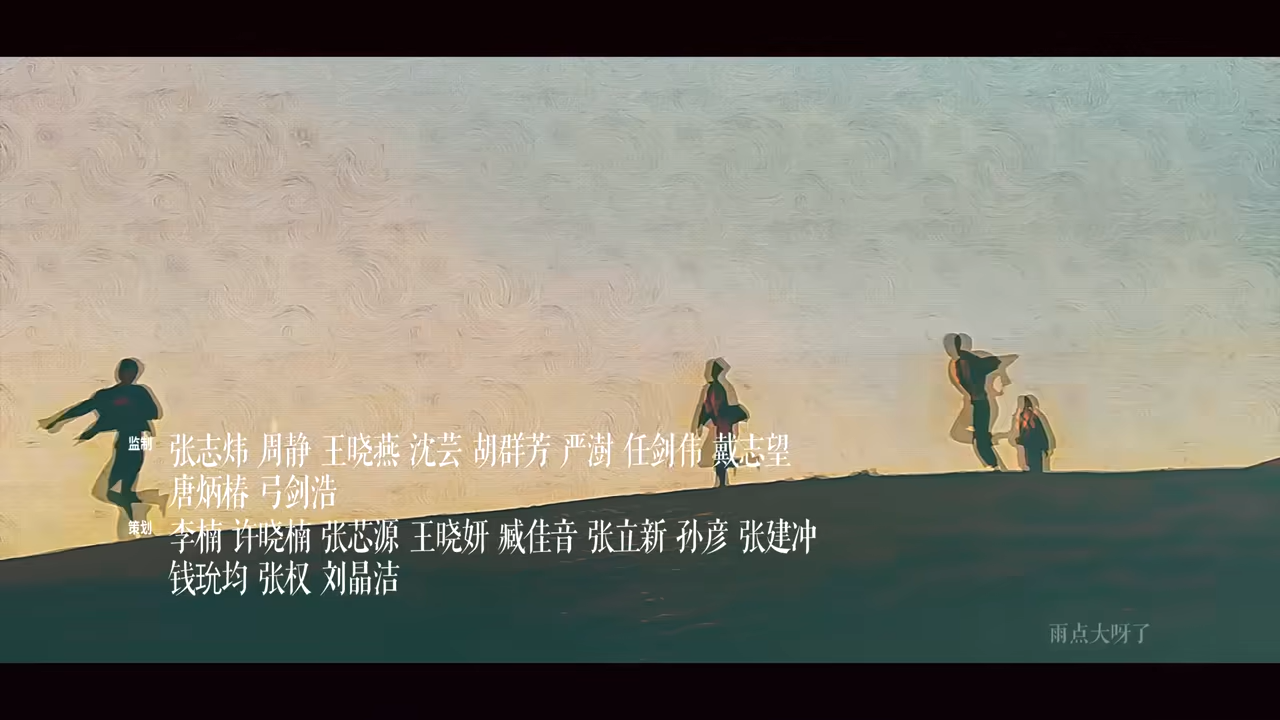 监制
张志炜 周静 王晓燕 沈芸 胡群芳 严澍 任剑伟 戴志望
唐炳椿 弓剑浩
策划
李楠 许晓楠 张芯源 王晓妍 臧佳音 张立新 孙彦 张建冲
钱玧均 张权 刘晶洁
雨点大呀了